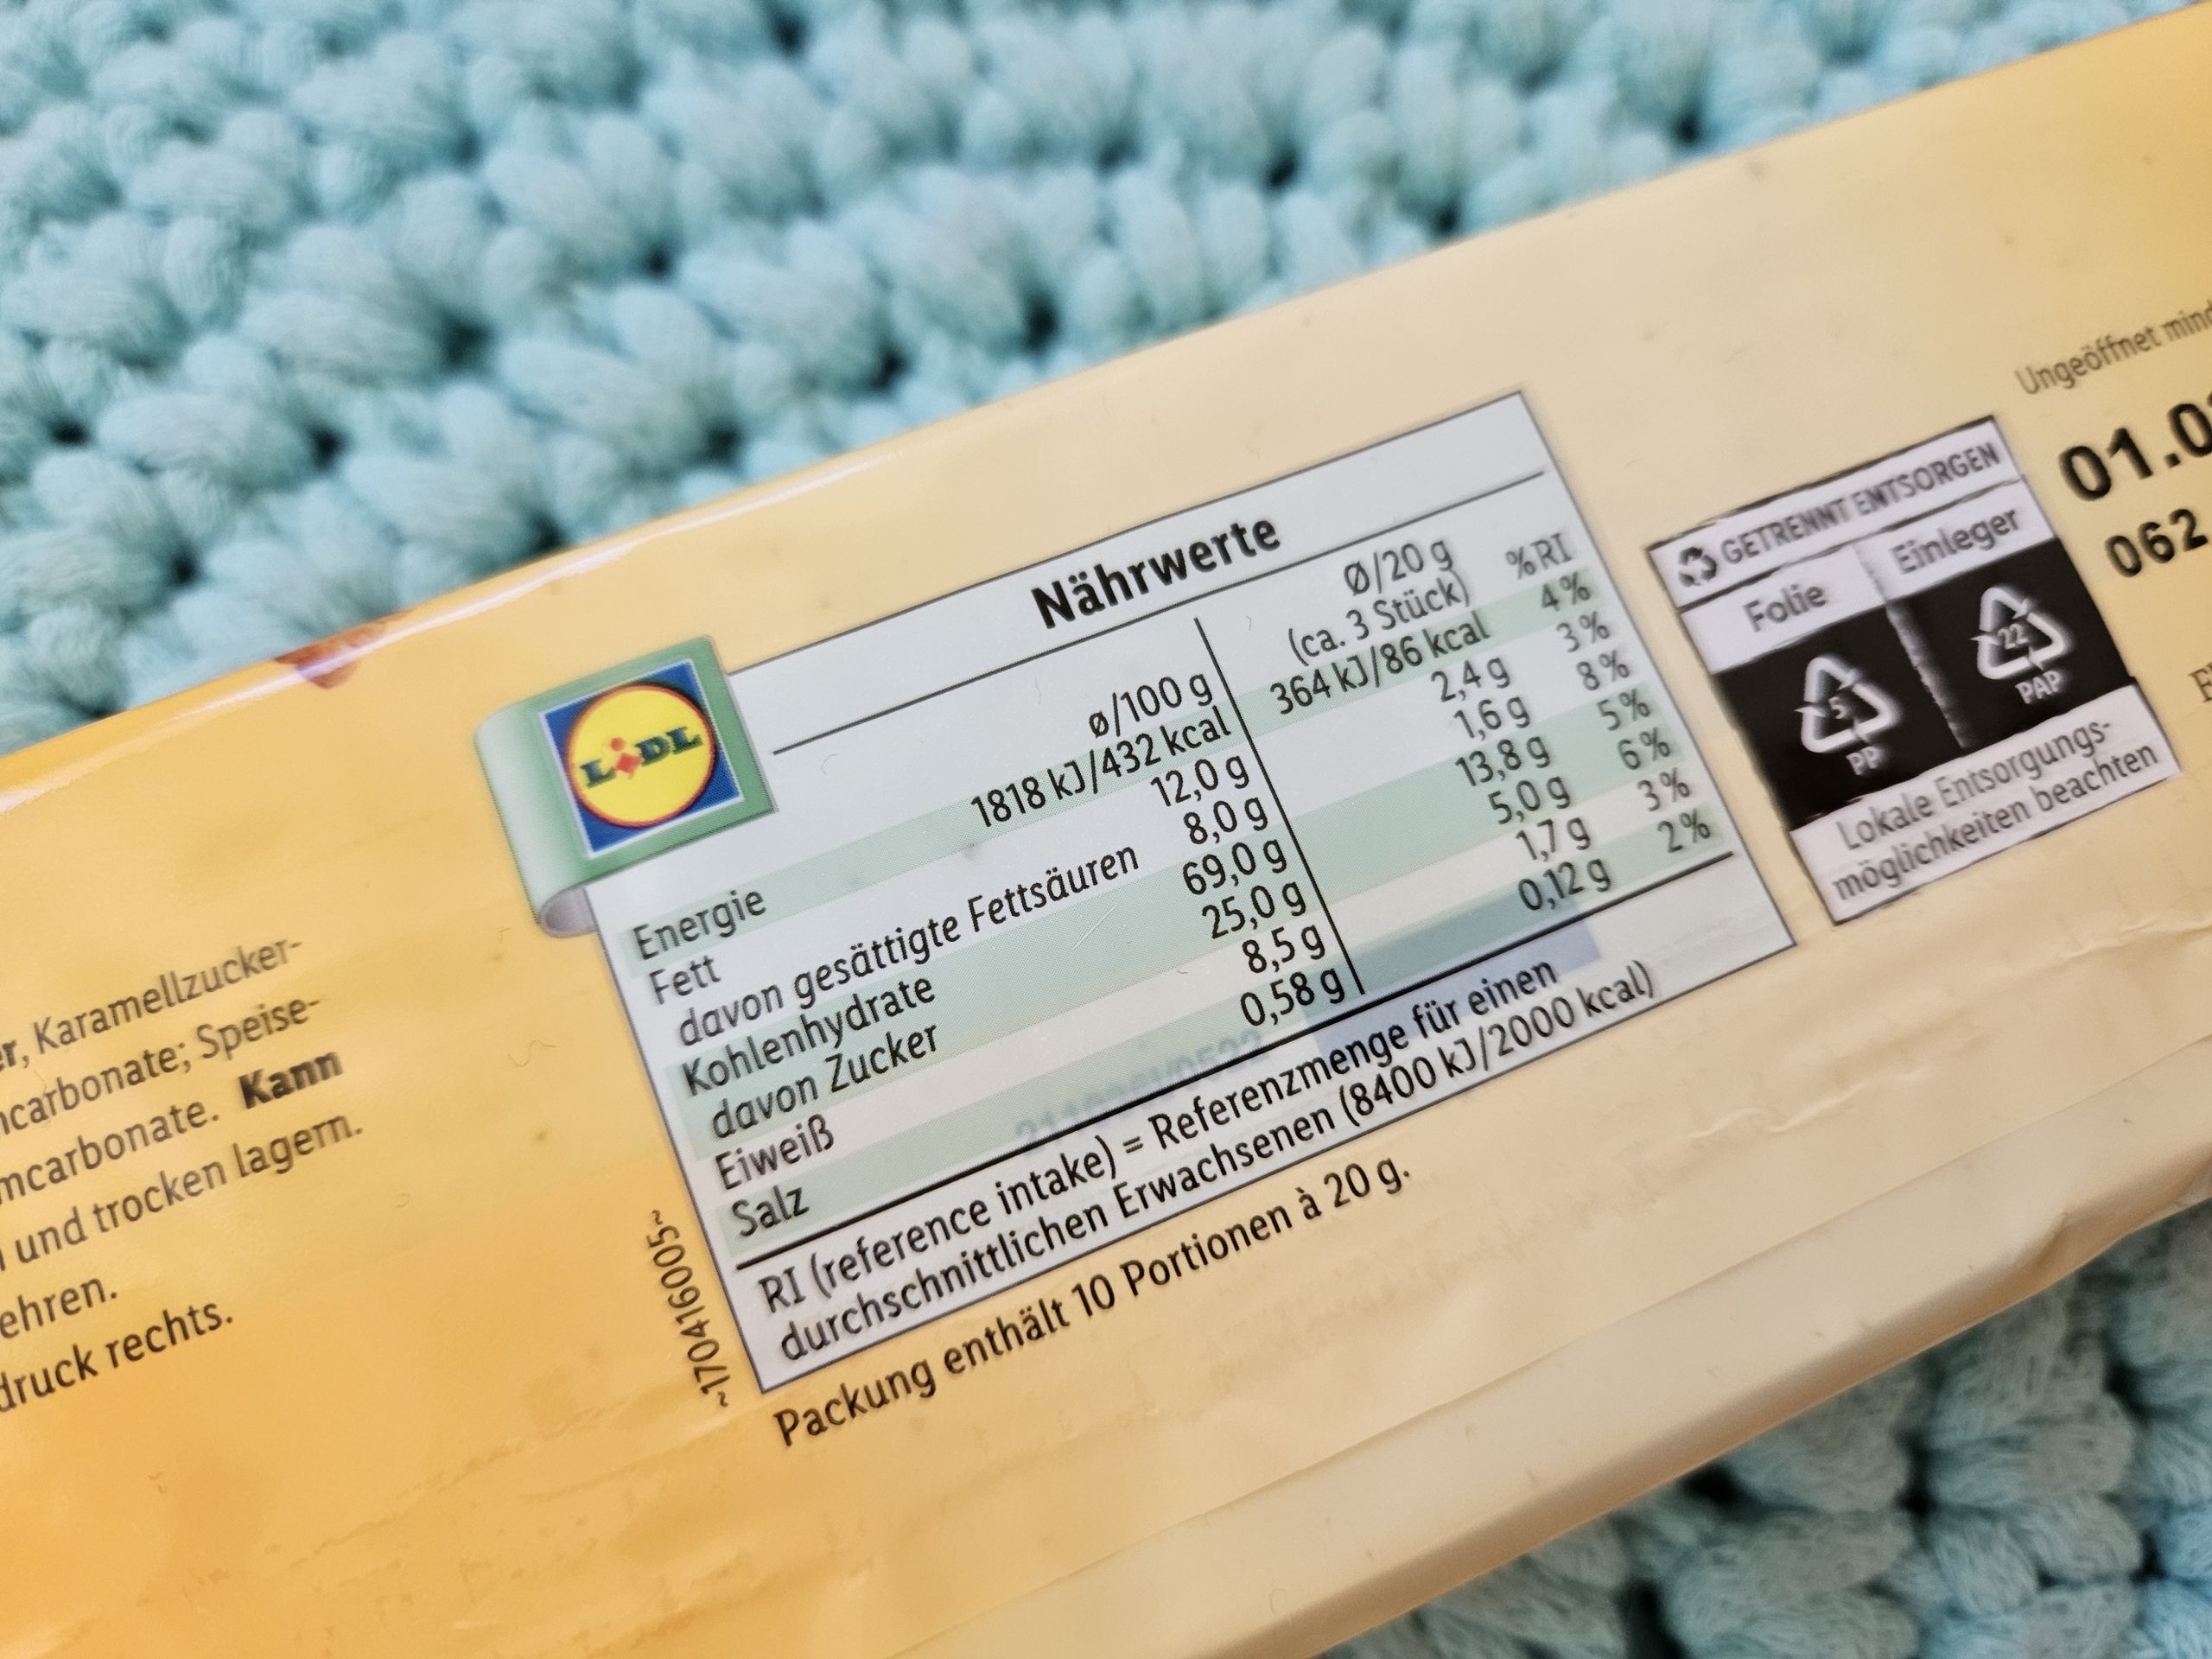 er, Karamellzucker-
ncarbonate; Speise-
mcarbonate. Kann
und trocken lagern.
ehren.
druck rechts.
LIDL
Nährwerte
ø/100 g Ø/20 g (ca. 3 Stück) % RI
Energie 1818 kJ/432 kcal 364 kJ/86 kcal 4 %
Fett 12,0 g 2,4 g 3 %
davon gesättigte Fettsäuren 8,0 g 1,6 g 8 %
Kohlenhydrate 69,0 g 13,8 g 5 %
davon Zucker 25,0 g 5,0 g 6 %
Eiweiß 8,5 g 1,7 g 3 %
Salz 0,58 g 0,12 g 2 %
RI (reference intake) = Referenzmenge für einen
durchschnittlichen Erwachsenen (8400 kJ/2000 kcal)
Packung enthält 10 Portionen à 20 g.
~170416005~
GETRENNT ENTSORGEN
Folie Einleger
5 22
PP PAP
Lokale Entsorgungs-
möglichkeiten beachten
Ungeöffnet mind
01.0
062